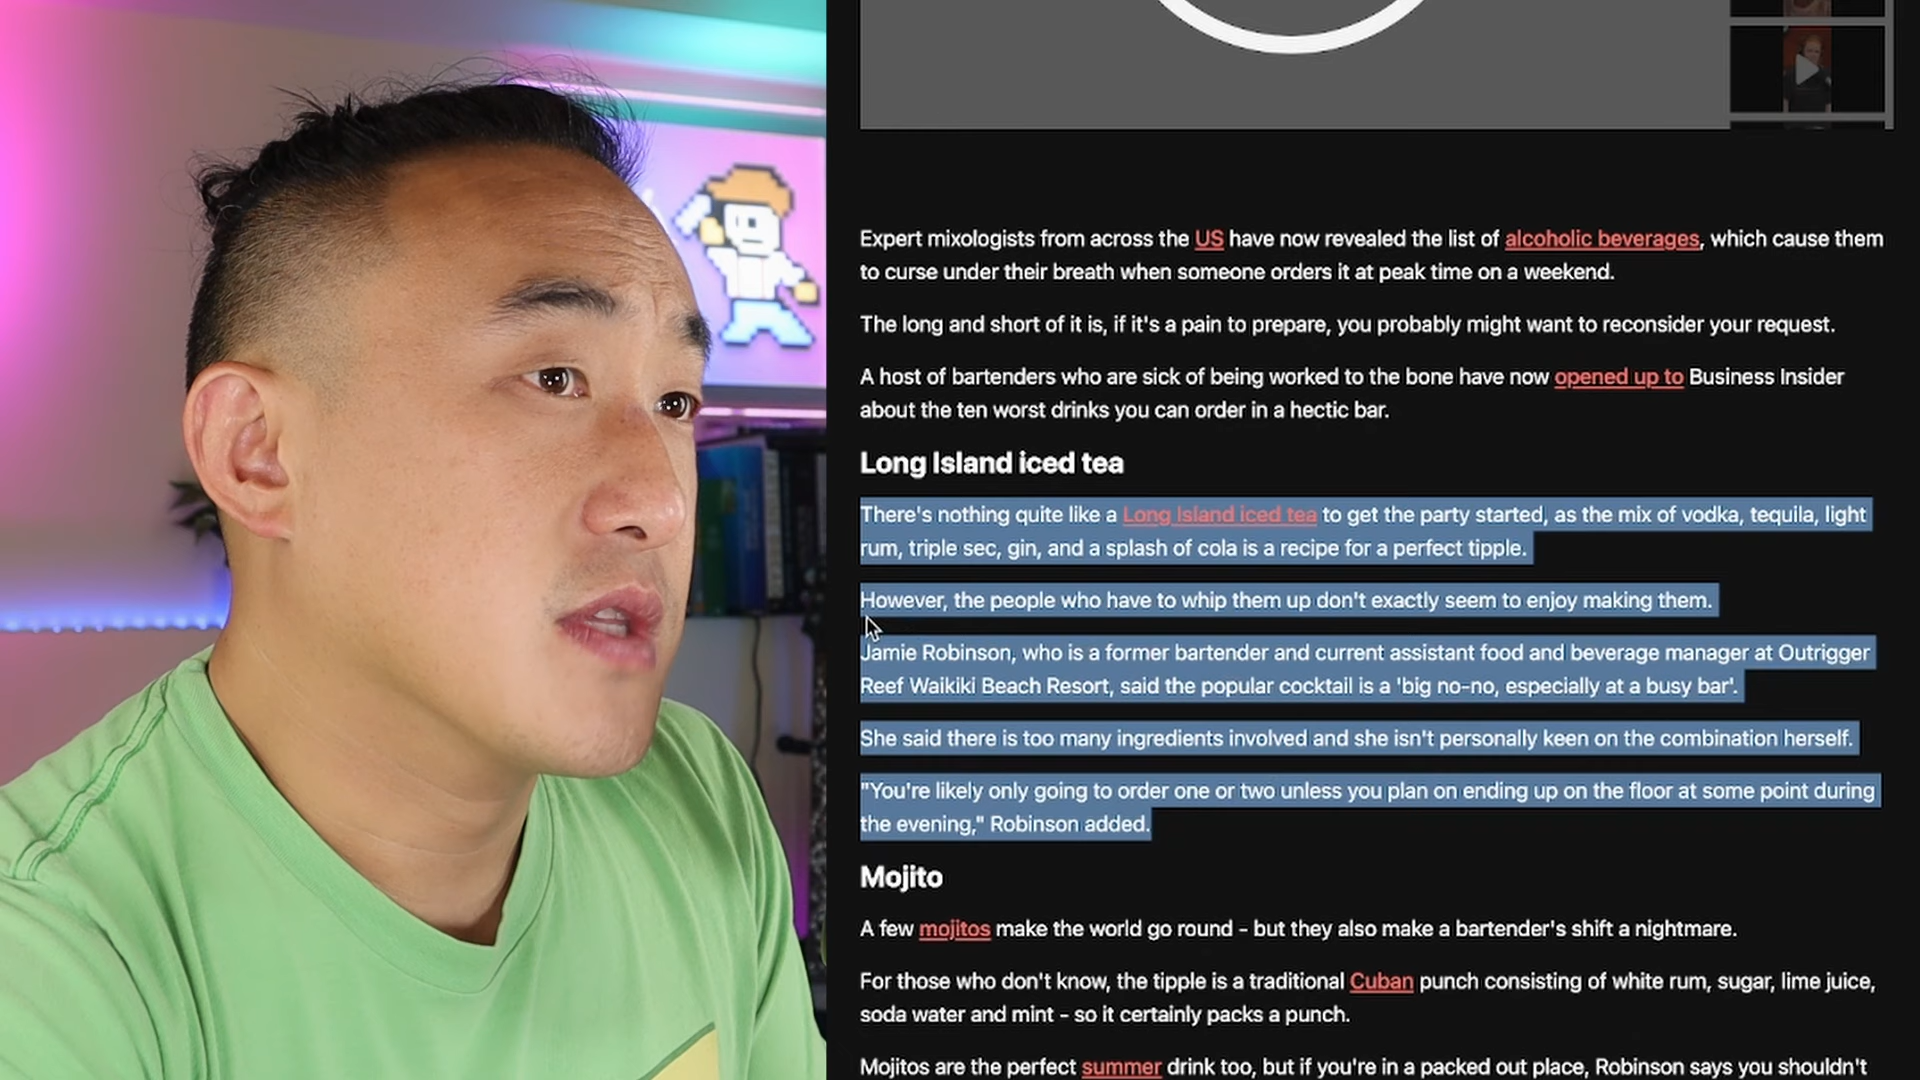 Expert mixologists from across the US have now revealed the list of alcoholic beverages, which cause them
to curse under their breath when someone orders it at peak time on a weekend.
The long and short of it is, if it's a pain to prepare, you probably might want to reconsider your request.
A host of bartenders who are sick of being worked to the bone have now opened up to Business Insider
about the ten worst drinks you can order in a hectic bar.
Long Island iced tea
There's nothing quite like a Long Island iced tea to get the party started, as the mix of vodka, tequila, light
rum, triple sec, gin, and a splash of cola is a recipe for a perfect tipple.
However, the people who have to whip them up don't exactly seem to enjoy making them.
Jamie Robinson, who is a former bartender and current assistant food and beverage manager at Outrigger
Reef Waikiki Beach Resort, said the popular cocktail is a 'big no-no, especially at a busy bar'.
She said there is too many ingredients involved and she isn't personally keen on the combination herself.
"You're likely only going to order one or two unless you plan on ending up on the floor at some point during
the evening," Robinson added.
Mojito
A few mojitos make the world go round - but they also make a bartender's shift a nightmare.
For those who don't know, the tipple is a traditional Cuban punch consisting of white rum, sugar, lime juice,
soda water and mint - so it certainly packs a punch.
Mojitos are the perfect summer drink too, but if you're in a packed out place, Robinson says you shouldn't